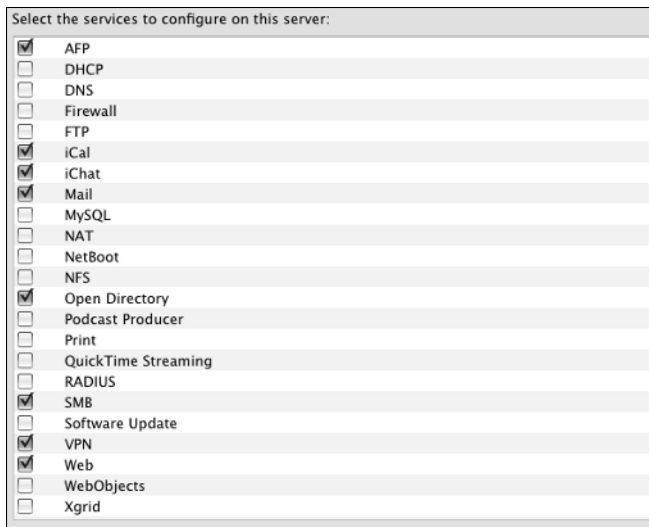 Select the services to configure on this server:
AFP
DHCP
DNS
Firewall
FTP
iCal
iChat
Mail
MySQL
NAT
NetBoot
NFS
Open Directory
Podcast Producer
Print
QuickTime Streaming
RADIUS
SMB
Software Update
VPN
Web
WebObjects
Xgrid